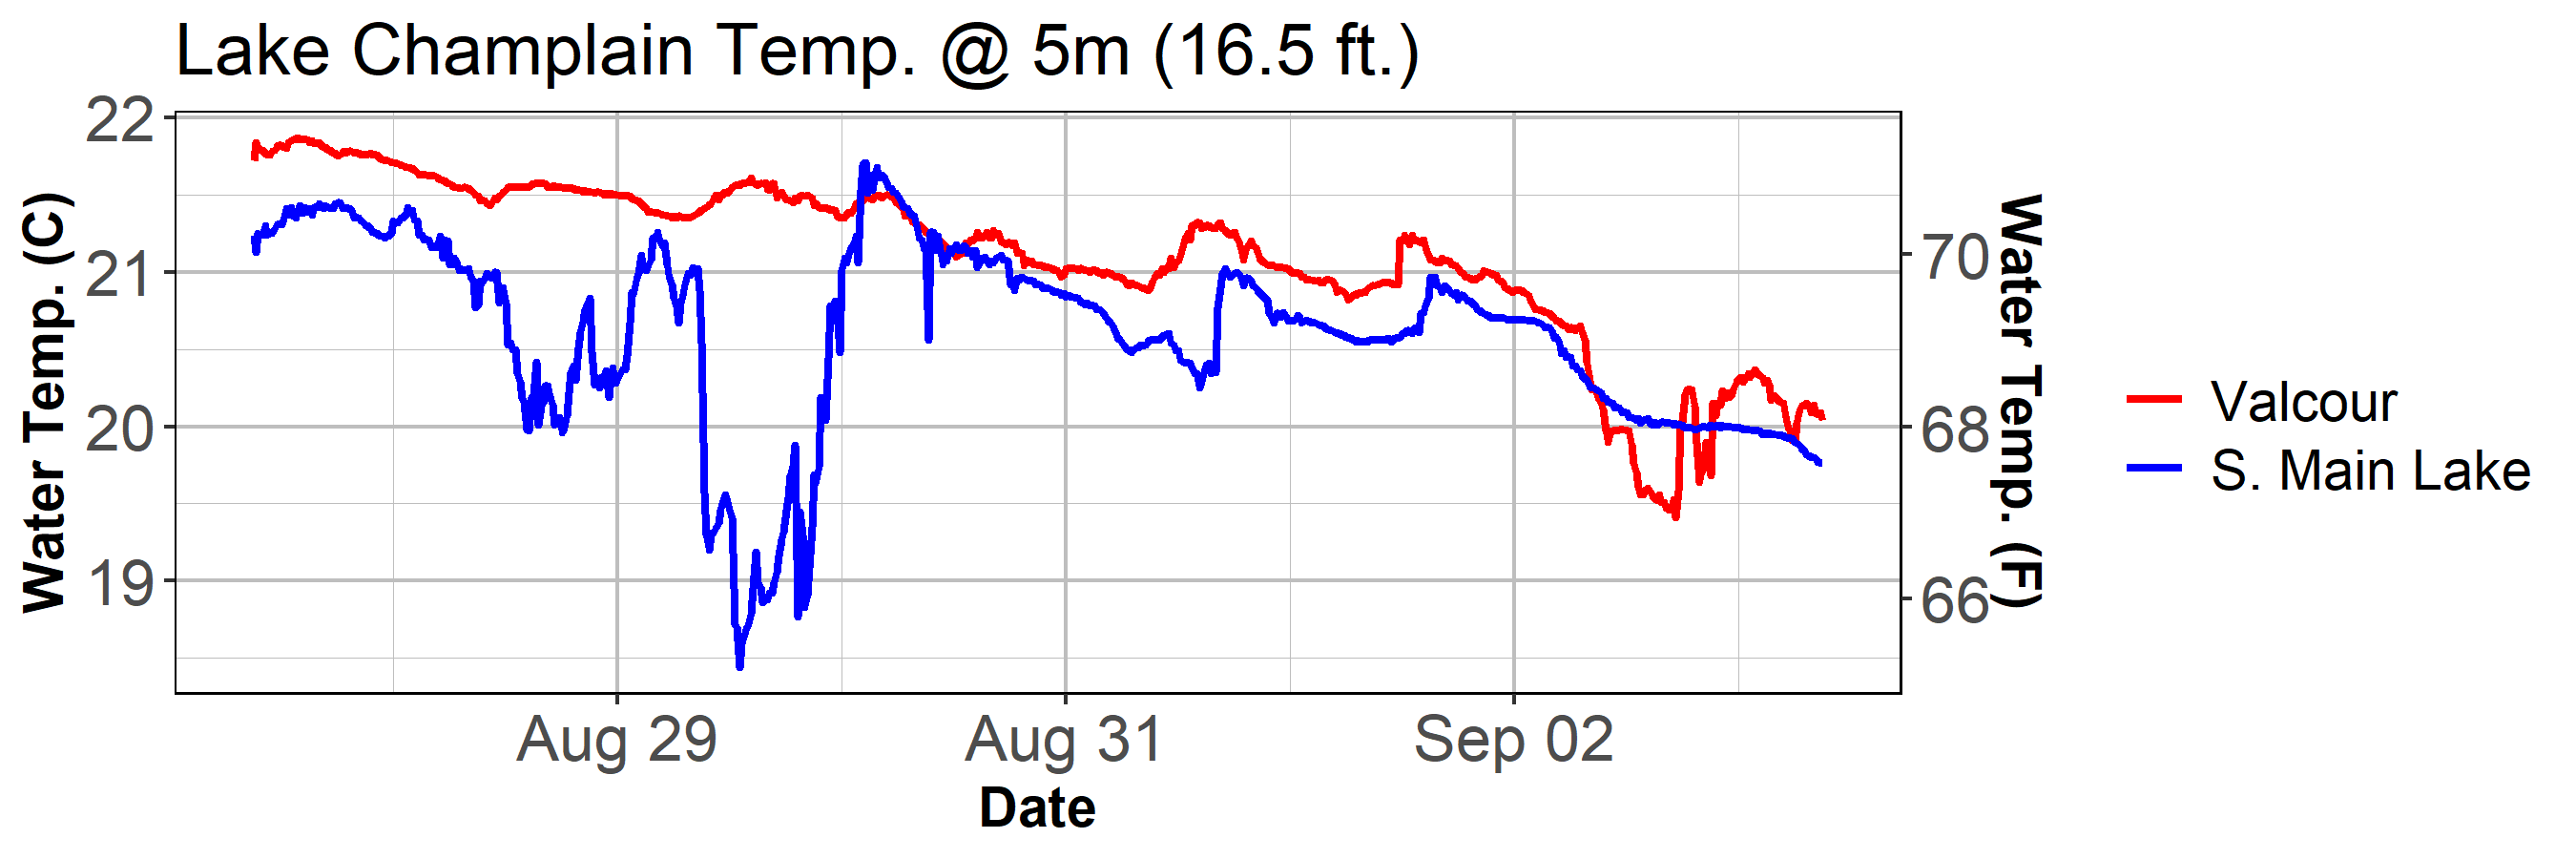 Lake Champlain Temp. @ 5m (16.5 ft.)
Water Temp. (C)
22
21
20
19
70
68
66
Water Temp. (F)
Aug 29
Aug 31
Sep 02
Date
Valcour
S. Main Lake